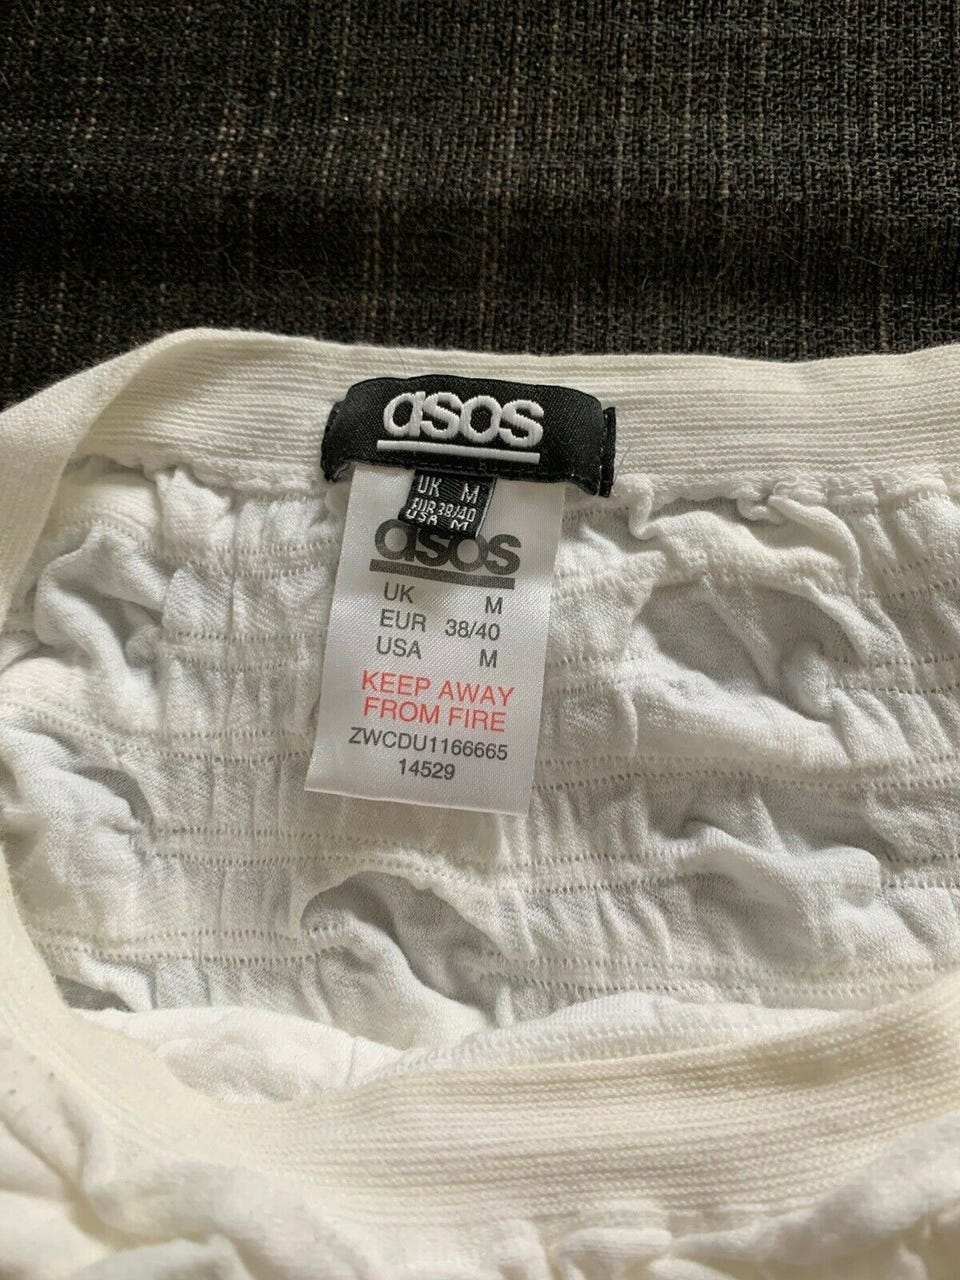 asos
UK M
EUR 38/40
USA M
asos
UK M
EUR 38/40
USA M
KEEP AWAY
FROM FIRE
ZWCDU1166665
14529